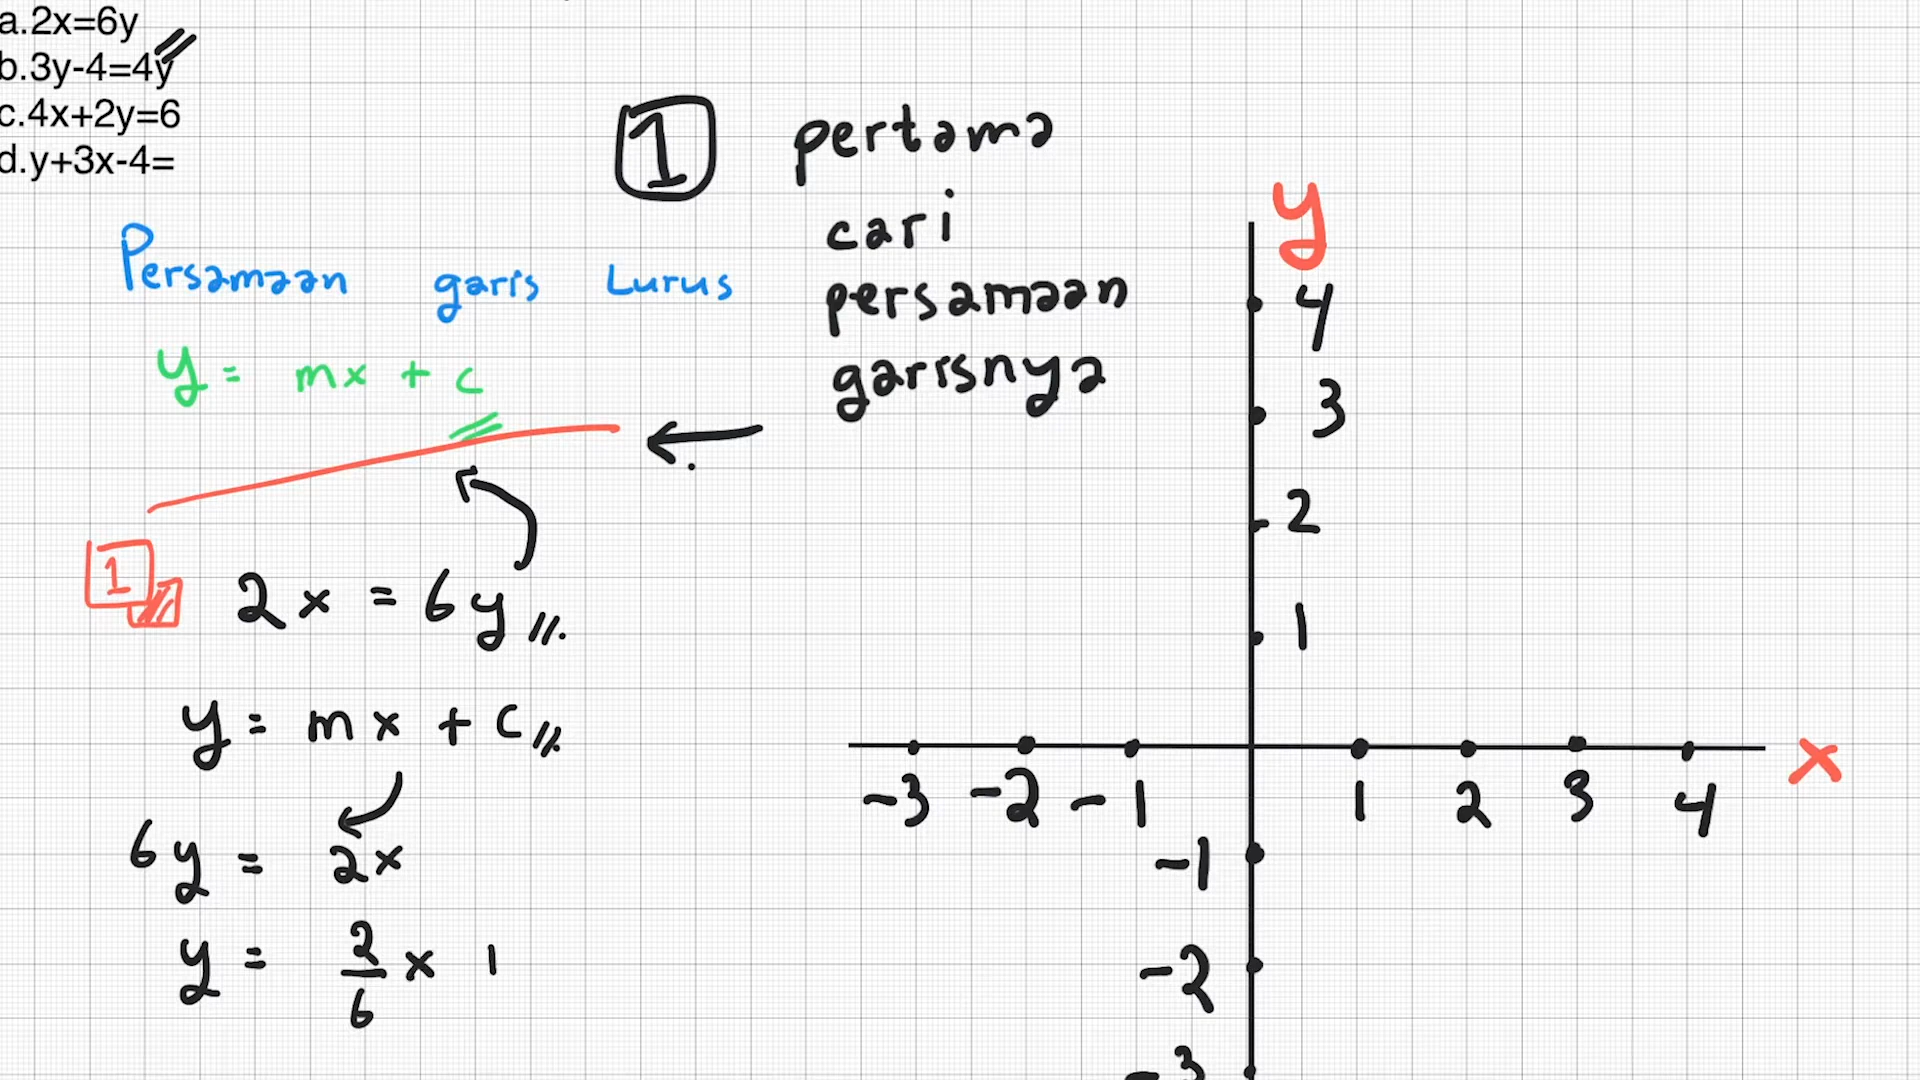 a.2x=6y
b.3y-4=4y
c.4x+2y=6
d.y+3x-4=
1 pertama
cari
persamaan
garisnya
Persamaan garis Lurus
y = mx + c
1 2x = 6y
y = mx + c
6y = 2x
y = 2/6 x 1
y
4
3
2
1
-3 -2 -1 1 2 3 4 x
-1
-2
-3